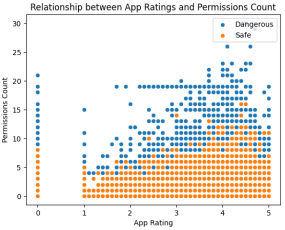 Relationship between App Ratings and Permissions Count
Dangerous
Safe
30
25
20
15
10
5
0
Permissions Count
0
1
2
3
4
5
App Rating